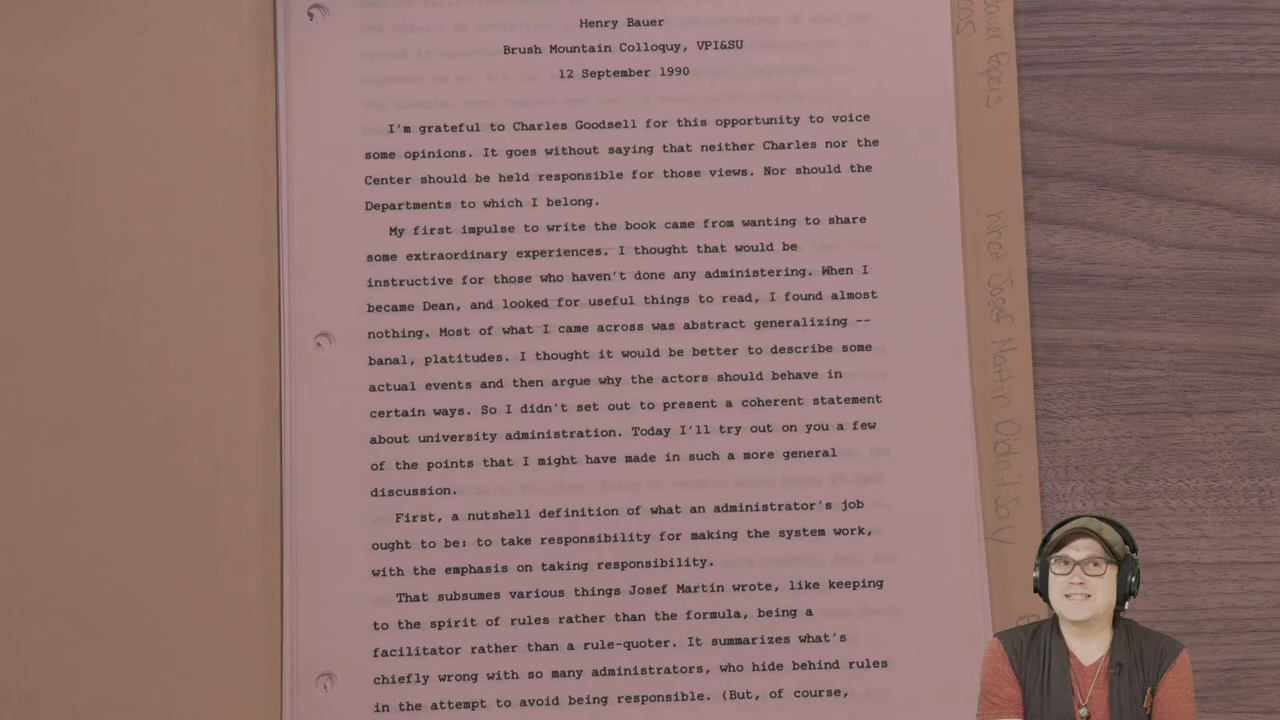 Henry Bauer
Brush Mountain Colloquy, VPI&SU
12 September 1990
I'm grateful to Charles Goodsell for this opportunity to voice
some opinions. It goes without saying that neither Charles nor the
Center should be held responsible for those views. Nor should the
Departments to which I belong.
My first impulse to write the book came from wanting to share
some extraordinary experiences. I thought that would be
instructive for those who haven't done any administering. When I
became Dean, and looked for useful things to read, I found almost
nothing. Most of what I came across was abstract generalizing --
banal, platitudes. I thought it would be better to describe some
actual events and then argue why the actors should behave in
certain ways. So I didn't set out to present a coherent statement
about university administration. Today I'll try out on you a few
of the points that I might have made in such a more general
discussion.
First, a nutshell definition of what an administrator's job
ought to be: to take responsibility for making the system work,
with the emphasis on taking responsibility.
That subsumes various things Josef Martin wrote, like keeping
to the spirit of rules rather than the formula, being a
facilitator rather than a rule-quoter. It summarizes what's
chiefly wrong with so many administrators, who hide behind rules
in the attempt to avoid being responsible. (But, of course,
Bauer Papers
What Josef Martin Didn't Say